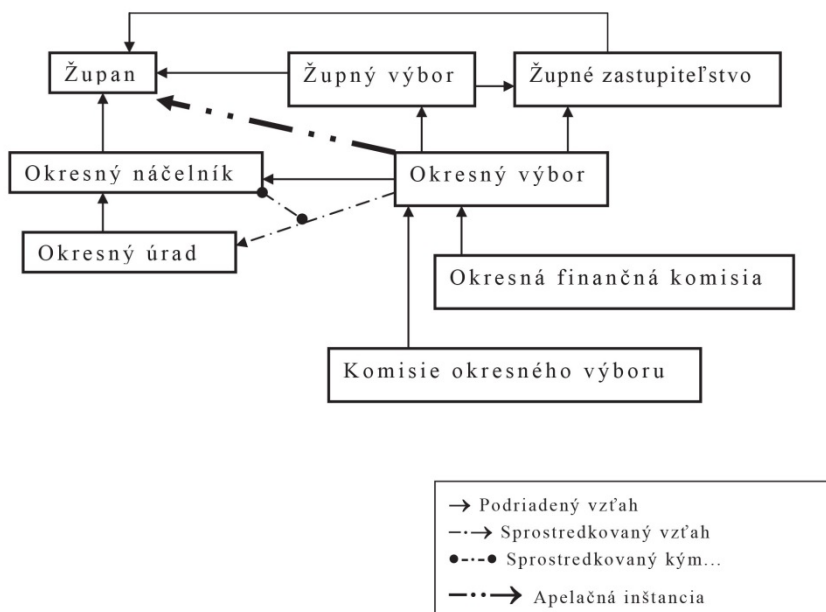 Župan
Župný výbor
Župné zastupiteľstvo
Okresný náčelník
Okresný výbor
Okresný úrad
Okresná finančná komisia
Komisie okresného výboru
Podriadený vzťah
Sprostredkovaný vzťah
Sprostredkovaný kým...
Apelačná inštancia